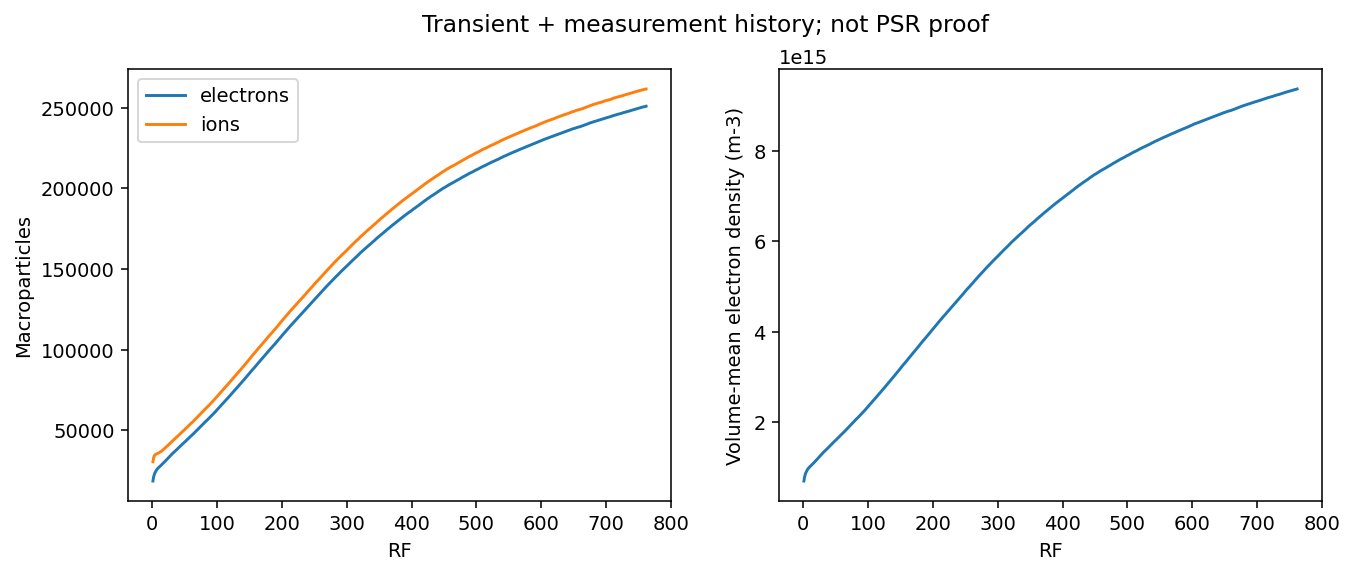 Transient + measurement history; not PSR proof
electrons
ions
Macroparticles
250000
200000
150000
100000
50000
0 100 200 300 400 500 600 700 800
RF
1e15
Volume-mean electron density (m-3)
8
6
4
2
0 100 200 300 400 500 600 700 800
RF